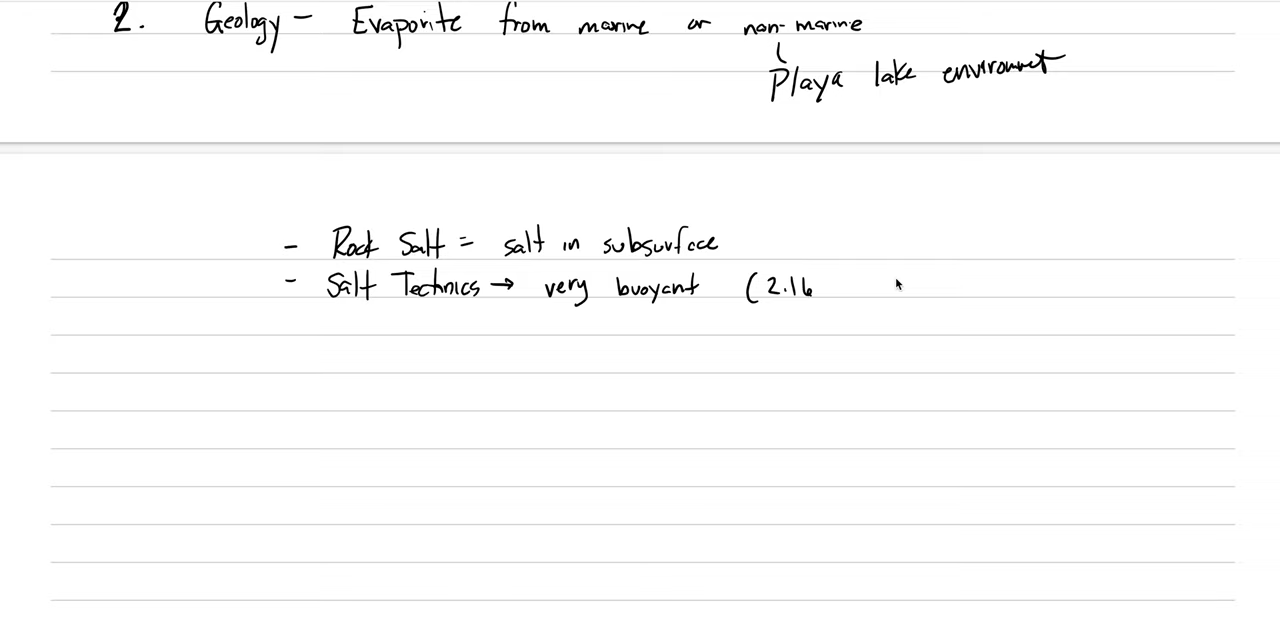 2. Geology - Evaporite from marine or non-marine
Playa lake environmet
- Rock Salt = salt in subsurface
- Salt Technics → very buoyant (2.16